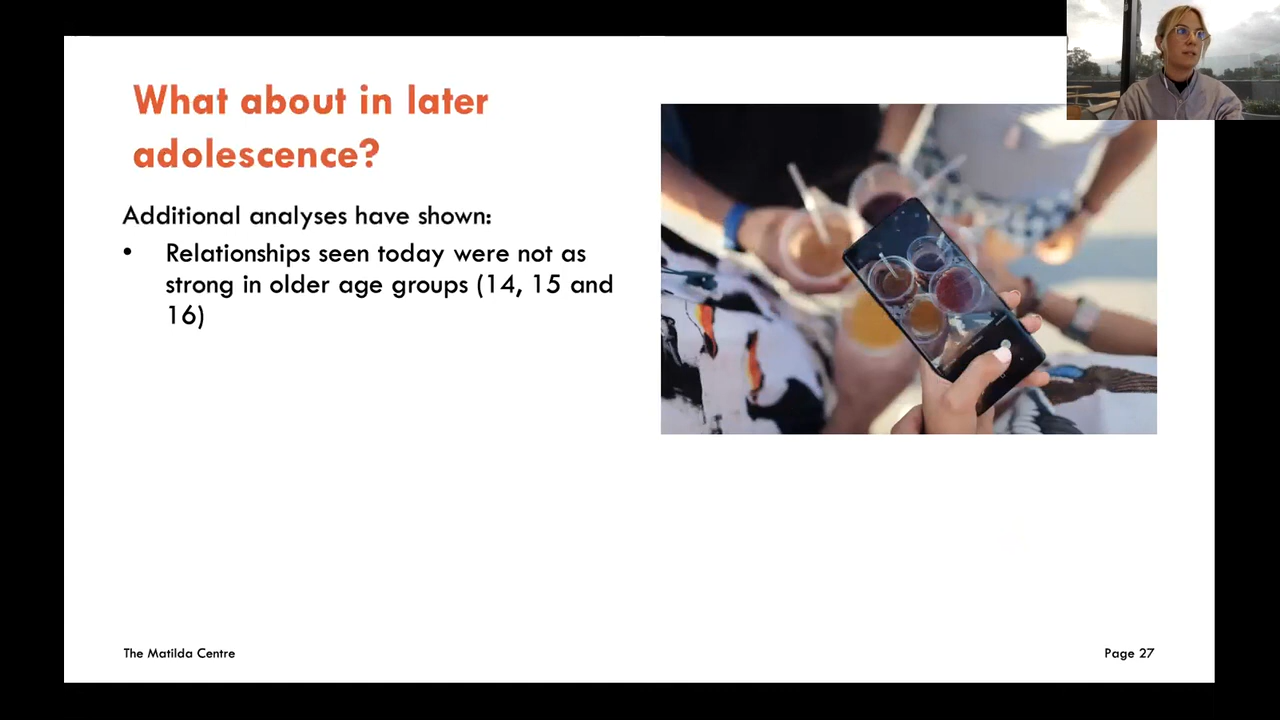 What about in later
adolescence?
Additional analyses have shown:
• Relationships seen today were not as
strong in older age groups (14, 15 and
16)
The Matilda Centre
Page 27